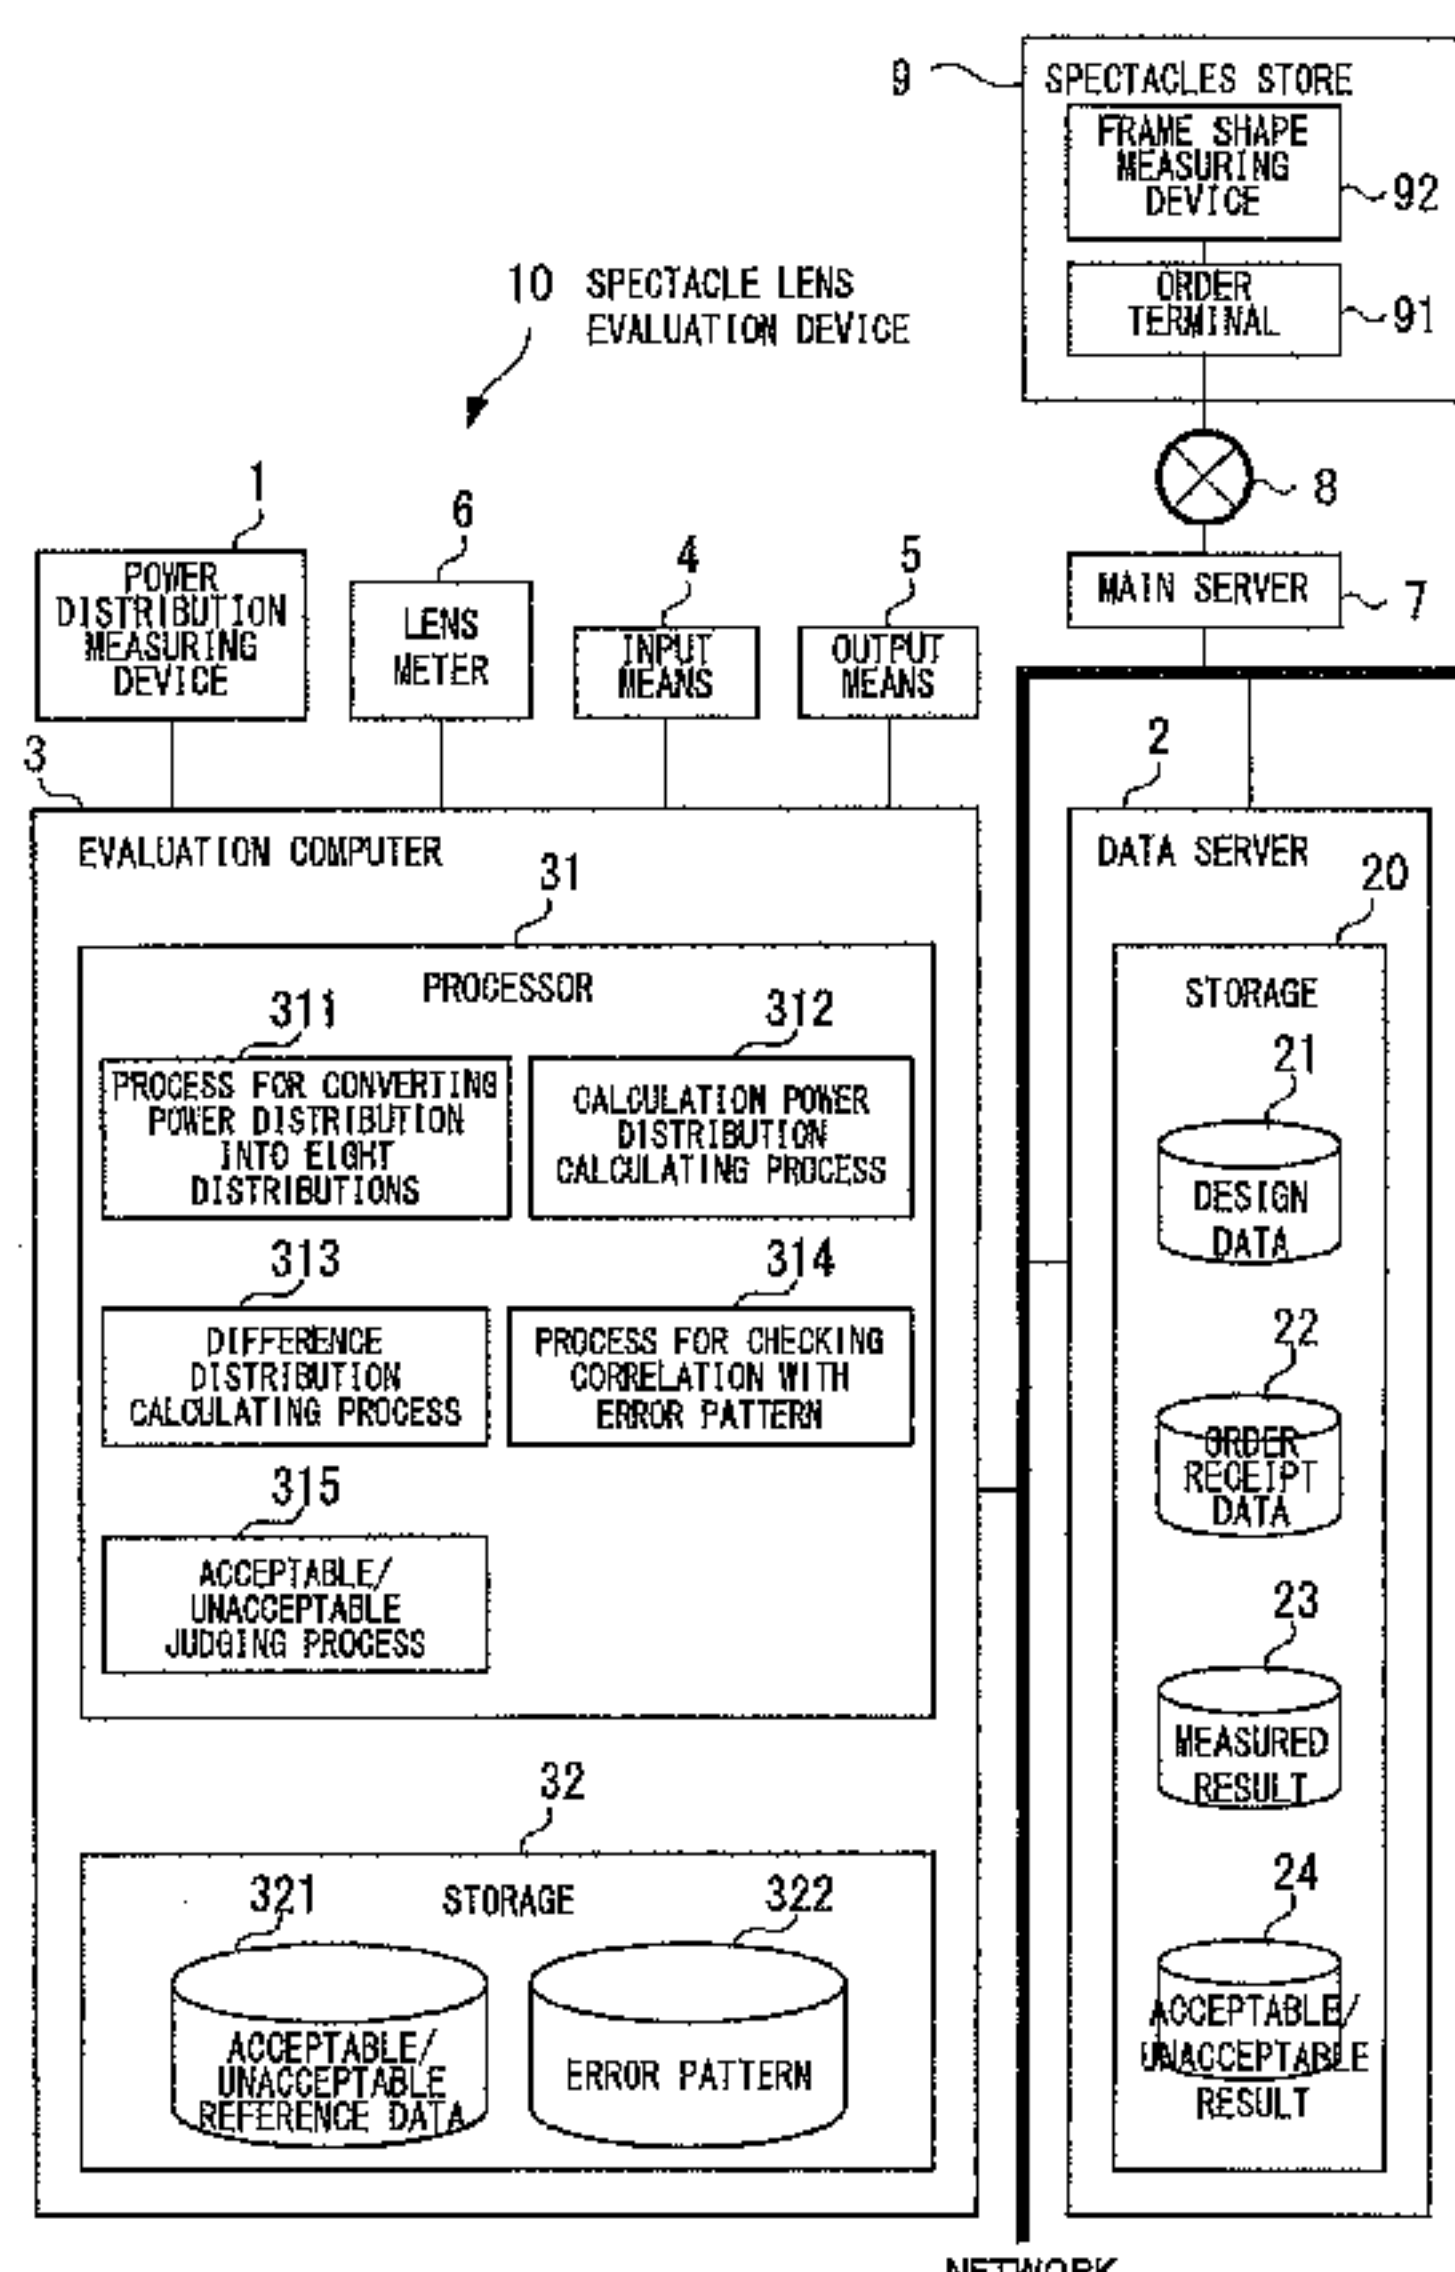 9
SPECTACLES STORE
FRAME SHAPE
MEASURING
DEVICE
92
ORDER
TERMINAL
91
10 SPECTACLE LENS
EVALUATION DEVICE
8
MAIN SERVER
7
1
POWER
DISTRIBUTION
MEASURING
DEVICE
6
LENS
METER
4
INPUT
MEANS
5
OUTPUT
MEANS
3
EVALUATION COMPUTER
31
PROCESSOR
311
PROCESS FOR CONVERTING
POWER DISTRIBUTION
INTO EIGHT
DISTRIBUTIONS
312
CALCULATION POWER
DISTRIBUTION
CALCULATING PROCESS
313
DIFFERENCE
DISTRIBUTION
CALCULATING PROCESS
314
PROCESS FOR CHECKING
CORRELATION WITH
ERROR PATTERN
315
ACCEPTABLE/
UNACCEPTABLE
JUDGING PROCESS
32
STORAGE
321
ACCEPTABLE/
UNACCEPTABLE
REFERENCE DATA
322
ERROR PATTERN
2
DATA SERVER
20
STORAGE
21
DESIGN
DATA
22
ORDER
RECEIPT
DATA
23
MEASURED
RESULT
24
ACCEPTABLE/
UNACCEPTABLE
RESULT
NETWORK